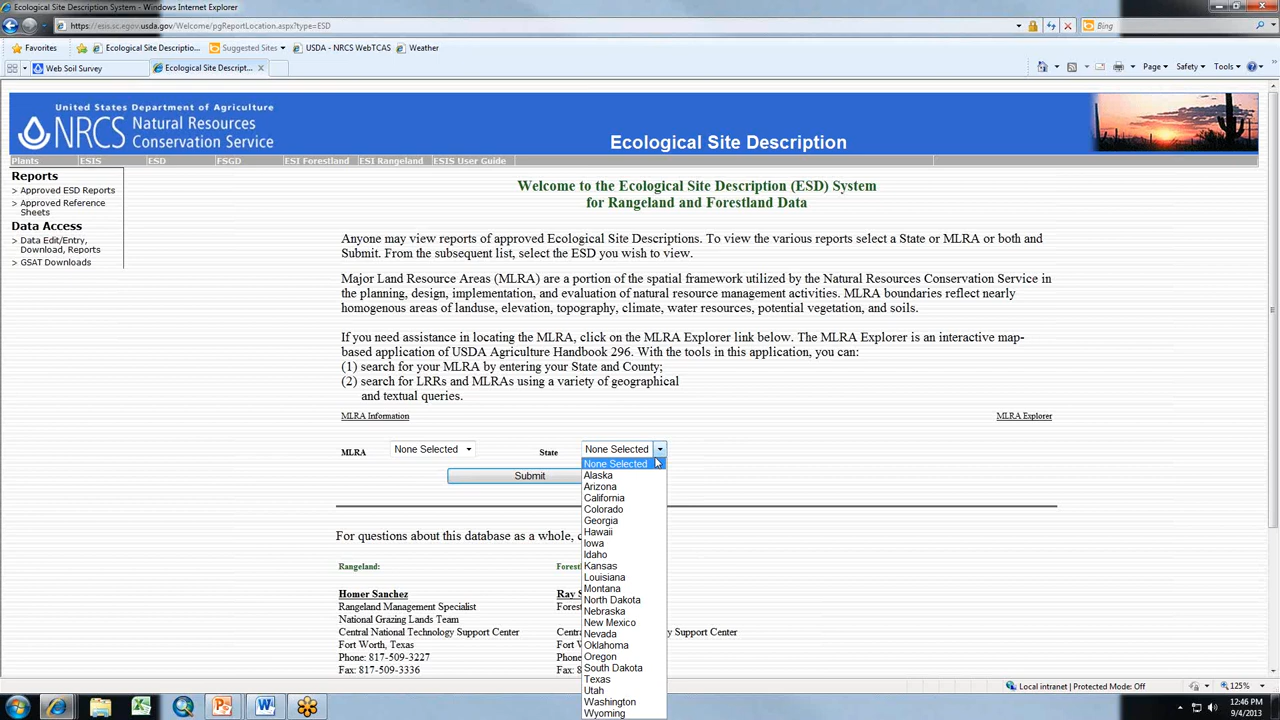 Ecological Site Description System - Windows Internet Explorer
https://esis.sc.egov.usda.gov/Welcome/pgReportLocation.aspx?type=ESD
Bing
Favorites
Ecological Site Descriptio...
Suggested Sites
USDA - NRCS WebTCAS
Weather
Web Soil Survey
Ecological Site Descript...
Page
Safety
Tools
United States Department of Agriculture
NRCS
Natural Resources
Conservation Service
Ecological Site Description
Plants
ESIS
ESD
FSGD
ESI Forestland
ESI Rangeland
ESIS User Guide
Reports
> Approved ESD Reports
> Approved Reference
Sheets
Data Access
> Data Edit/Entry,
Download, Reports
> GSAT Downloads
Welcome to the Ecological Site Description (ESD) System
for Rangeland and Forestland Data
Anyone may view reports of approved Ecological Site Descriptions. To view the various reports select a State or MLRA or both and
Submit. From the subsequent list, select the ESD you wish to view.
Major Land Resource Areas (MLRA) are a portion of the spatial framework utilized by the Natural Resources Conservation Service in
the planning, design, implementation, and evaluation of natural resource management activities. MLRA boundaries reflect nearly
homogenous areas of landuse, elevation, topography, climate, water resources, potential vegetation, and soils.
If you need assistance in locating the MLRA, click on the MLRA Explorer link below. The MLRA Explorer is an interactive map-
based application of USDA Agriculture Handbook 296. With the tools in this application, you can:
(1) search for your MLRA by entering your State and County;
(2) search for LRRs and MLRAs using a variety of geographical
and textual queries.
MLRA Information
MLRA Explorer
MLRA
None Selected
State
None Selected
Submit
None Selected
Alaska
Arizona
California
Colorado
Georgia
Hawaii
Iowa
Idaho
Kansas
Louisiana
Montana
North Dakota
Nebraska
New Mexico
Nevada
Oklahoma
Oregon
South Dakota
Texas
Utah
Washington
Wyoming
For questions about this database as a whole, c
Rangeland:
Homer Sanchez
Rangeland Management Specialist
National Grazing Lands Team
Central National Technology Support Center
Fort Worth, Texas
Phone: 817-509-3227
Fax: 817-509-3336
Forest
Ray S
Fores
Centra
y Support Center
Fort W
Phone
Fax: 8
Local intranet | Protected Mode: Off
125%
12:46 PM
9/4/2013